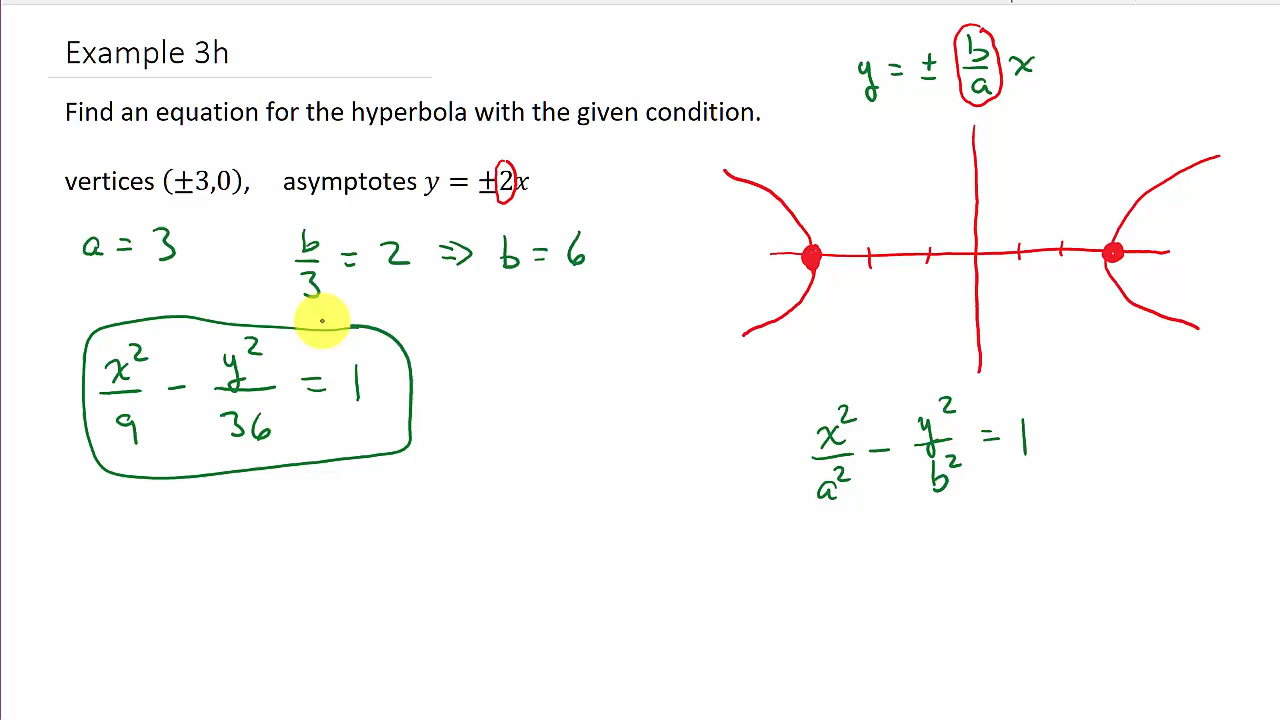 Example 3h
y = ± b/a x
Find an equation for the hyperbola with the given condition.
vertices (±3,0),    asymptotes y = ±2x
a = 3    b/3 = 2 ⇒ b = 6
x²/9 − y²/36 = 1
x²/a² − y²/b² = 1